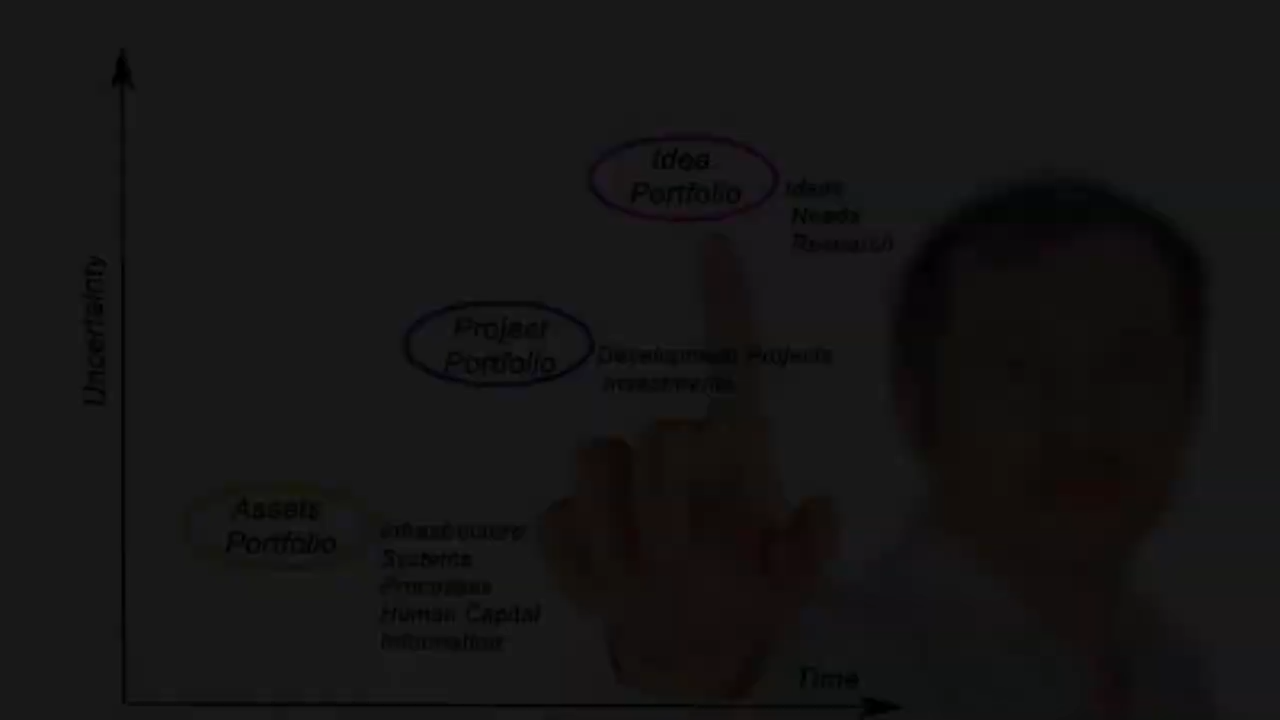 Idea
Portfolio
Ideas
Needs
Research
Uncertainty
Project
Portfolio
Development Projects
Investments
Assets
Portfolio
Infrastructure
Systems
Processes
Human Capital
Information
Time